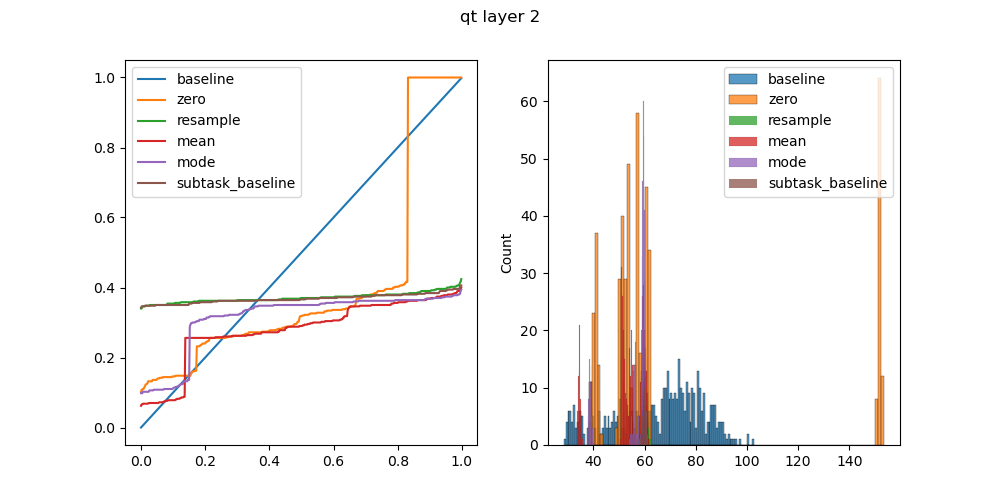 qt layer 2
baseline
zero
resample
mean
mode
subtask_baseline
1.0
0.8
0.6
0.4
0.2
0.0
0.0 0.2 0.4 0.6 0.8 1.0
baseline
zero
resample
mean
mode
subtask_baseline
Count
60
50
40
30
20
10
0
40 60 80 100 120 140